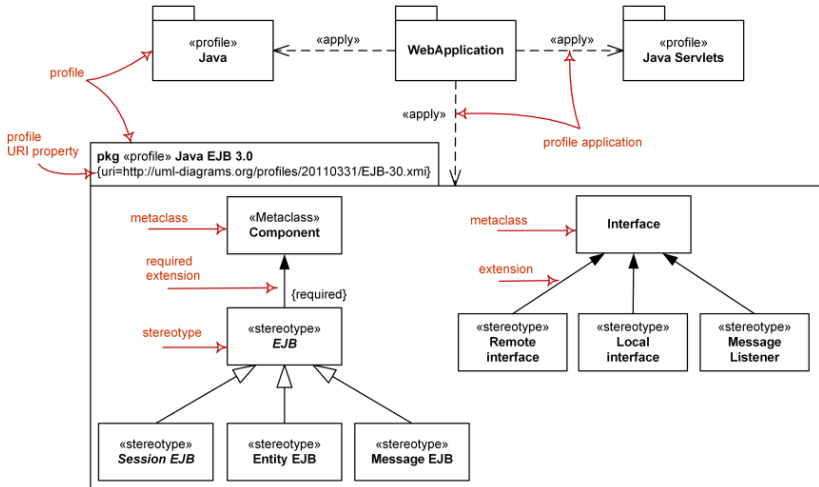 «profile»
Java
«apply»
WebApplication
«apply»
«profile»
Java Servlets
profile
«apply»
profile application
profile
URI property
pkg «profile» Java EJB 3.0
{uri=http://uml-diagrams.org/profiles/20110331/EJB-30.xmi}
metaclass
«Metaclass»
Component
metaclass
Interface
required
extension
{required}
extension
stereotype
«stereotype»
EJB
«stereotype»
Remote
interface
«stereotype»
Local
interface
«stereotype»
Message
Listener
«stereotype»
Session EJB
«stereotype»
Entity EJB
«stereotype»
Message EJB